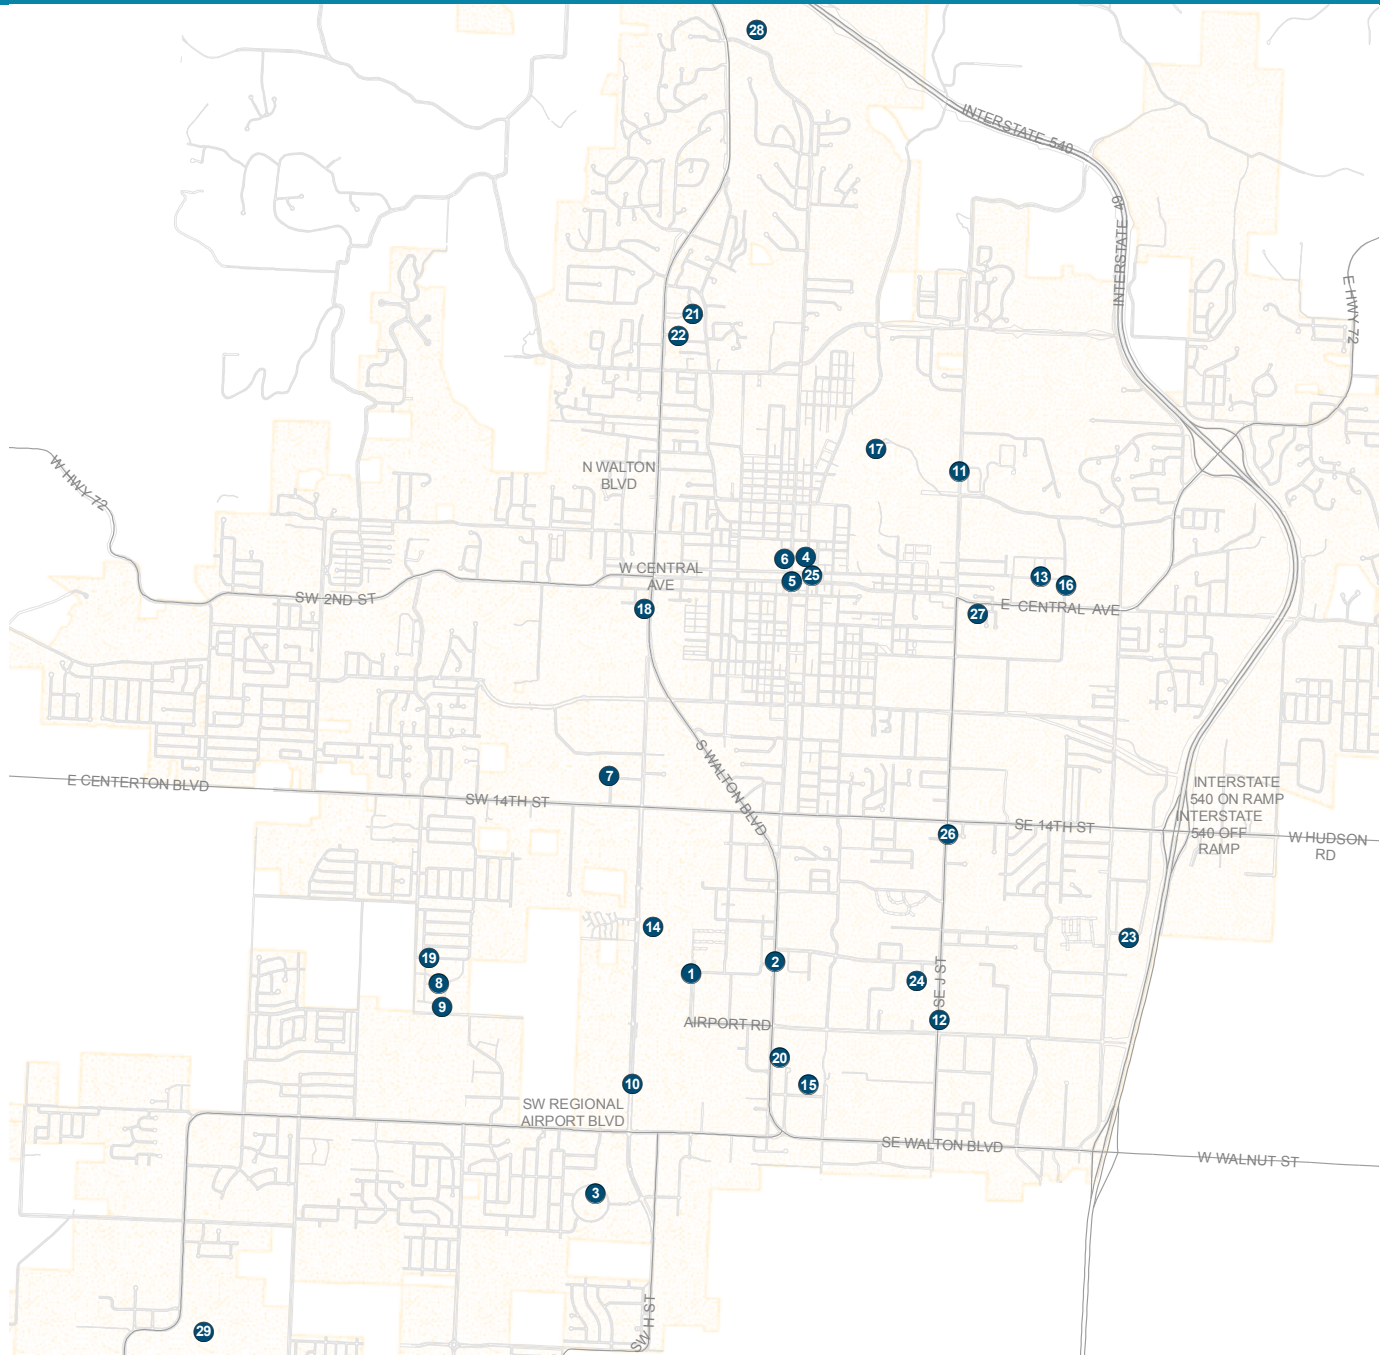 28
INTERSTATE 540
INTERSTATE 49
E HWY 72
21
22
17
N WALTON
BLVD
11
W HWY 72
6
4
25
5
W CENTRAL
AVE
13
16
SW 2ND ST
18
E CENTRAL AVE
27
S WALTON BLVD
7
E CENTERTON BLVD
SW 14TH ST
INTERSTATE
540 ON RAMP
INTERSTATE
540 OFF
RAMP
SE 14TH ST
26
W HUDSON
RD
14
23
19
2
1
8
24
SE J ST
9
12
AIRPORT RD
20
10
15
SW REGIONAL
AIRPORT BLVD
SE WALTON BLVD
W WALNUT ST
3
SW H ST
29